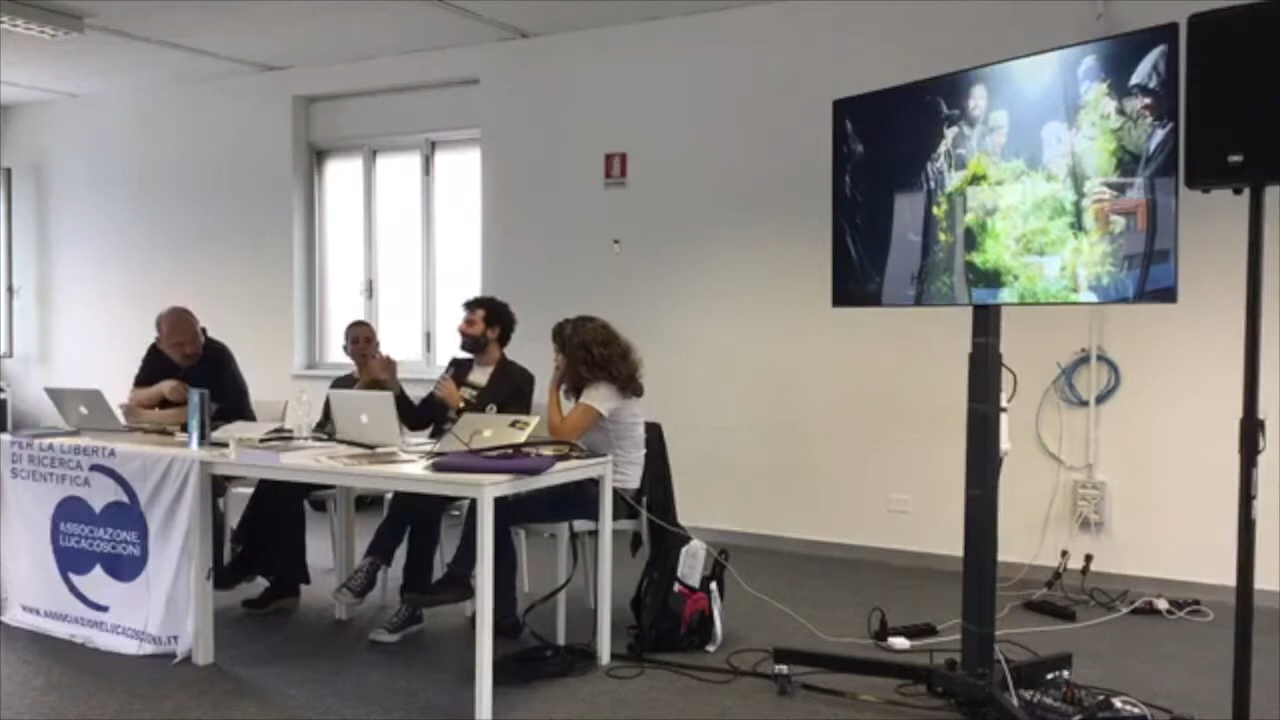 PER LA LIBERTÀ
DI RICERCA
SCIENTIFICA
ASSOCIAZIONE
LUCACOSCIONI
WWW.ASSOCIAZIONELUCACOSCIONI.IT